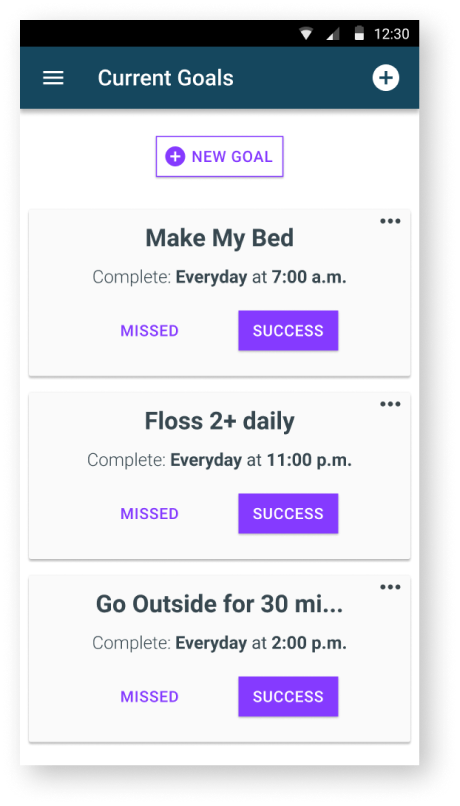 12:30
Current Goals
NEW GOAL
Make My Bed
Complete: Everyday at 7:00 a.m.
MISSED SUCCESS
Floss 2+ daily
Complete: Everyday at 11:00 p.m.
MISSED SUCCESS
Go Outside for 30 mi...
Complete: Everyday at 2:00 p.m.
MISSED SUCCESS